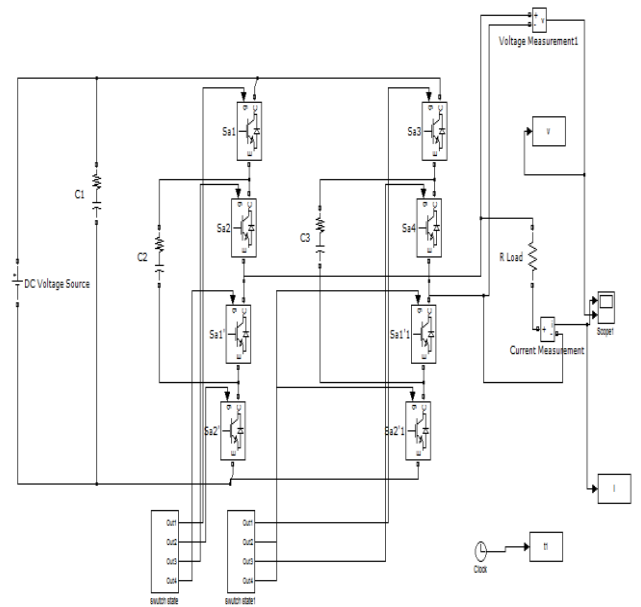 Voltage Measurement1
+
-
v
V
C1
Sa1
g
C
E
Sa3
g
C
E
C2
Sa2
g
C
E
C3
Sa4
g
C
E
R Load
+
DC Voltage Source
Sa1'
g
C
E
Sa1'1
g
C
E
+
-
i
Current Measurement
Scope1
Sa2'
g
C
E
Sa2'1
g
C
E
I
Out1
Out2
Out3
Out4
switch state
Out1
Out2
Out3
Out4
switch state1
Clock
t1